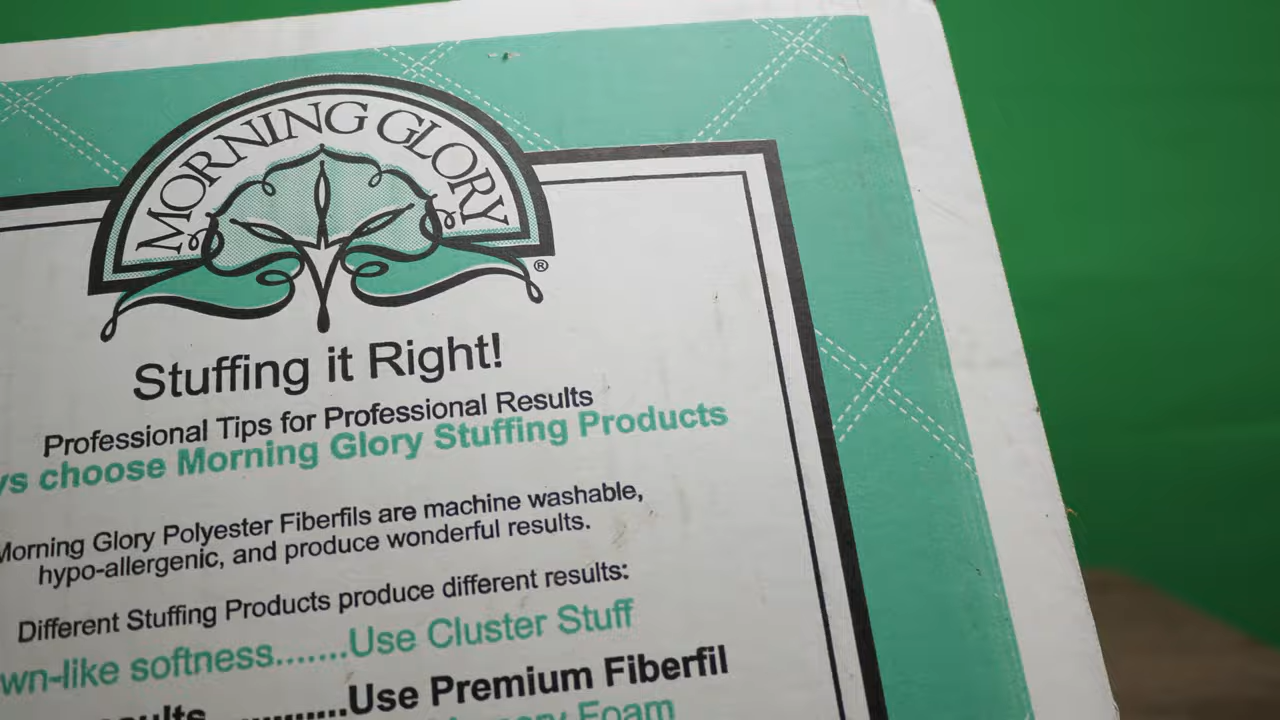 MORNING GLORY
®
Stuffing it Right!
Professional Tips for Professional Results
choose Morning Glory Stuffing Products
Morning Glory Polyester Fiberfils are machine washable,
hypo-allergenic, and produce wonderful results.
Different Stuffing Products produce different results:
softness.......Use Cluster Stuff
...........Use Premium Fiberfil
Foam